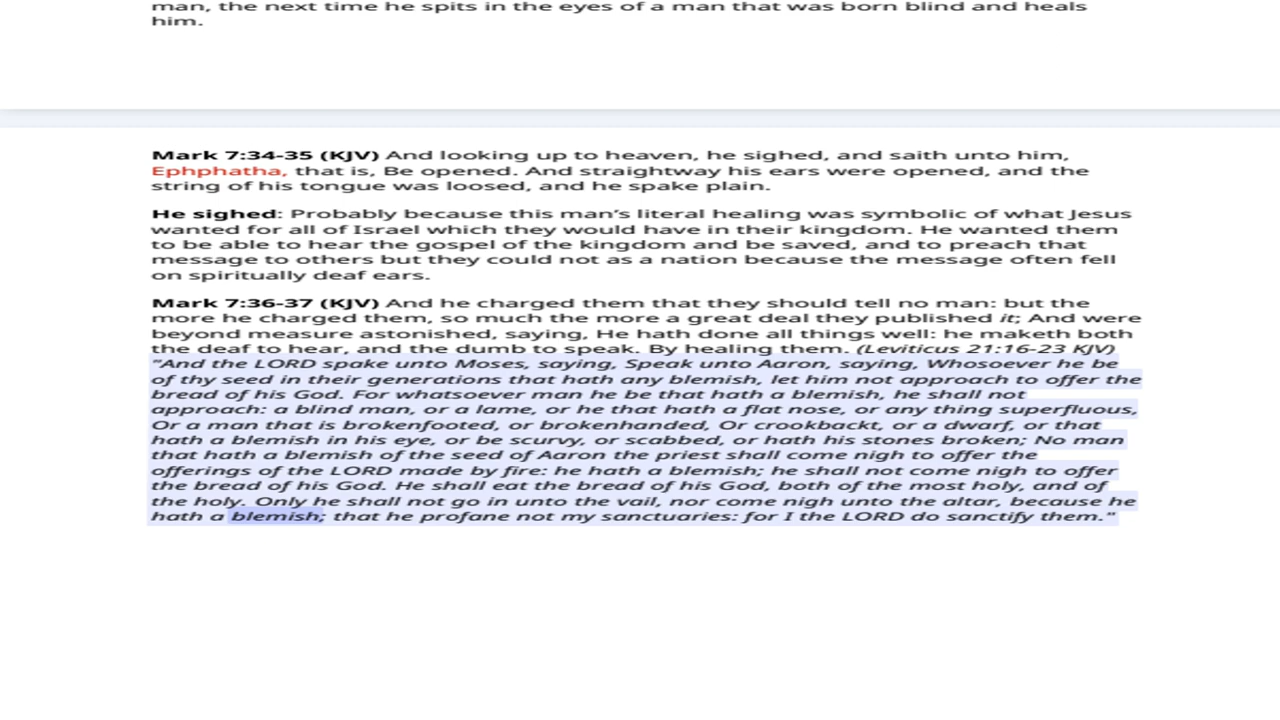 man, the next time he spits in the eyes of a man that was born blind and heals
him.
Mark 7:34-35 (KJV) And looking up to heaven, he sighed, and saith unto him,
Ephphatha, that is, Be opened. And straightway his ears were opened, and the
string of his tongue was loosed, and he spake plain.
He sighed: Probably because this man's literal healing was symbolic of what Jesus
wanted for all of Israel which they would have in their kingdom. He wanted them
to be able to hear the gospel of the kingdom and be saved, and to preach that
message to others but they could not as a nation because the message often fell
on spiritually deaf ears.
Mark 7:36-37 (KJV) And he charged them that they should tell no man: but the
more he charged them, so much the more a great deal they published it; And were
beyond measure astonished, saying, He hath done all things well: he maketh both
the deaf to hear, and the dumb to speak. By healing them. (Leviticus 21:16-23 KJV)
"And the LORD spake unto Moses, saying, Speak unto Aaron, saying, Whosoever he be
of thy seed in their generations that hath any blemish, let him not approach to offer the
bread of his God. For whatsoever man he be that hath a blemish, he shall not
approach: a blind man, or a lame, or he that hath a flat nose, or any thing superfluous,
Or a man that is brokenfooted, or brokenhanded, Or crookbackt, or a dwarf, or that
hath a blemish in his eye, or be scurvy, or scabbed, or hath his stones broken; No man
that hath a blemish of the seed of Aaron the priest shall come nigh to offer the
offerings of the LORD made by fire: he hath a blemish; he shall not come nigh to offer
the bread of his God. He shall eat the bread of his God, both of the most holy, and of
the holy. Only he shall not go in unto the vail, nor come nigh unto the altar, because he
hath a blemish; that he profane not my sanctuaries: for I the LORD do sanctify them."